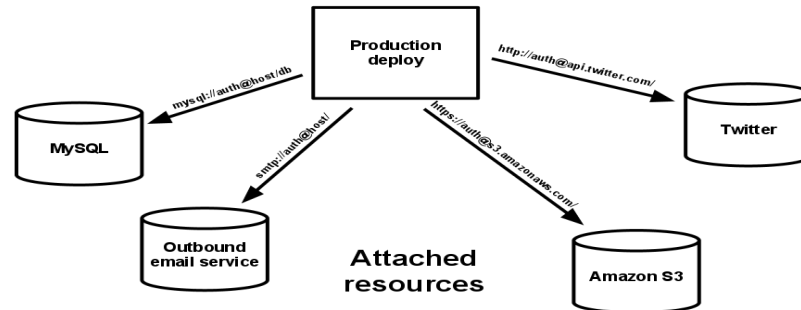 Production
deploy
mysql://auth@host/db
http://auth@api.twitter.com/
smtp://auth@host/
https://auth@s3.amazonaws.com/
MySQL
Twitter
Outbound
email service
Attached
resources
Amazon S3